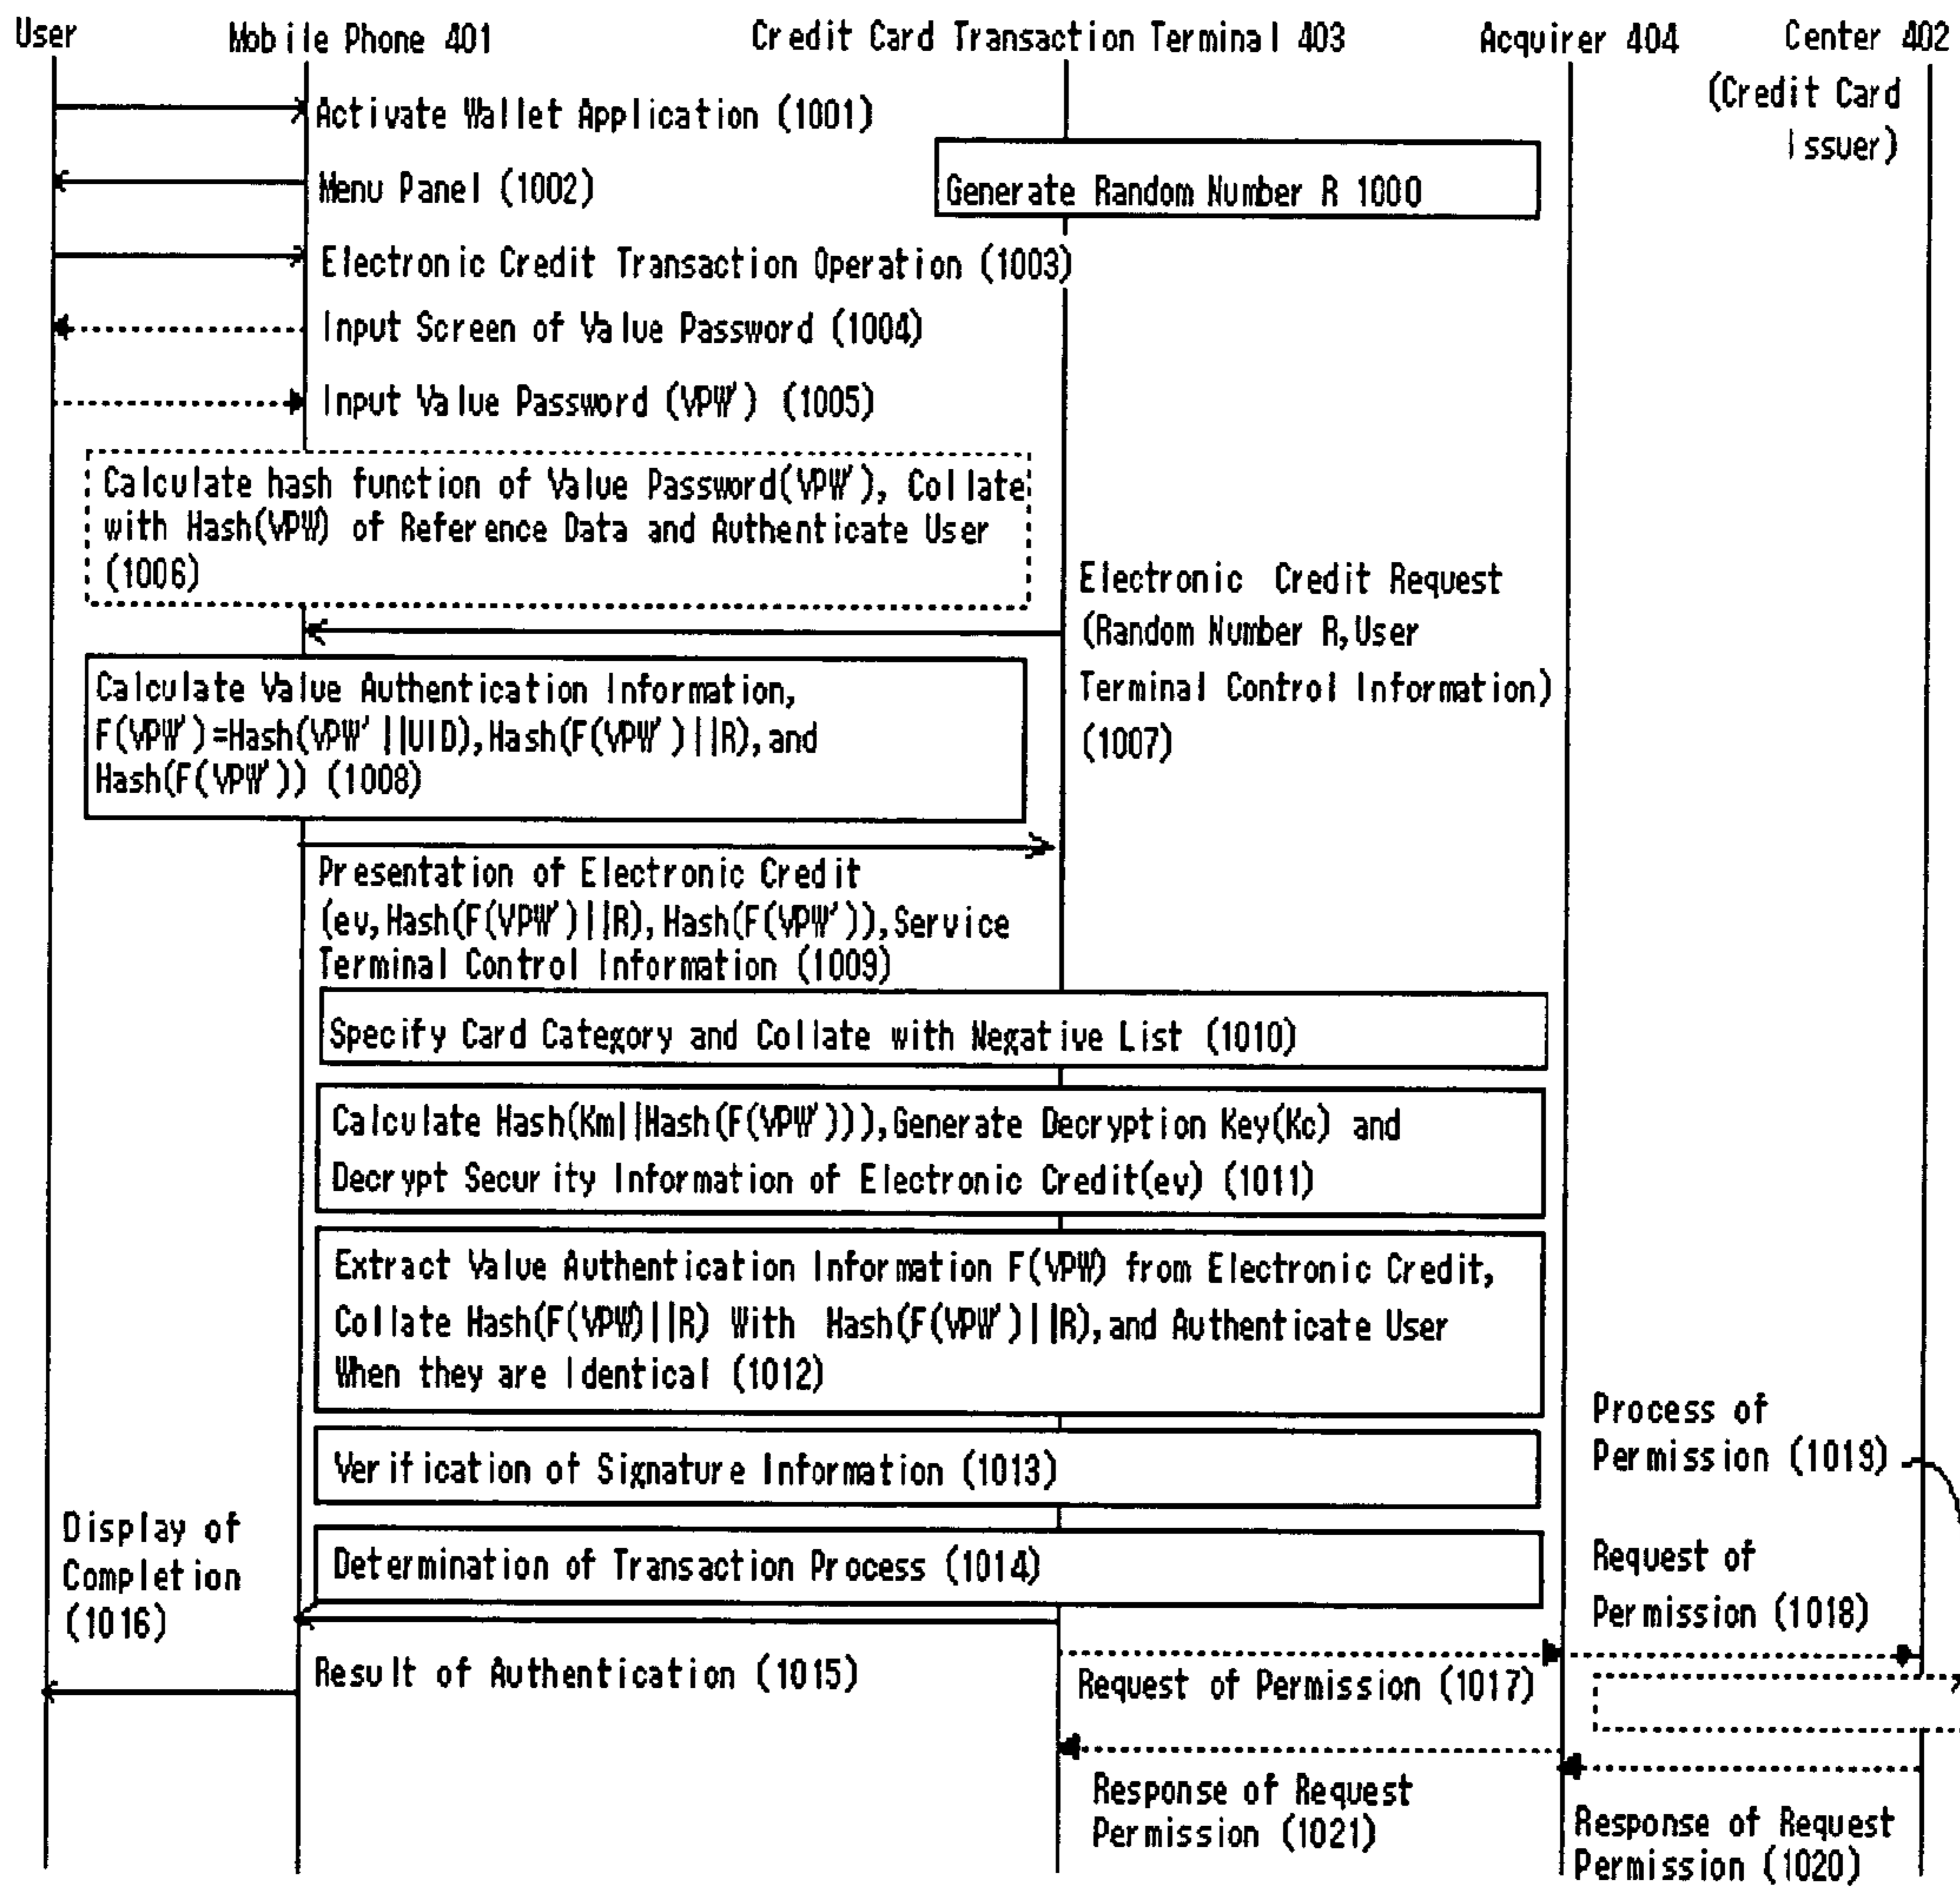 User
Mobile Phone 401
Credit Card Transaction Terminal 403
Acquirer 404
Center 402
(Credit Card
Issuer)
Activate Wallet Application (1001)
Menu Panel (1002)
Generate Random Number R 1000
Electronic Credit Transaction Operation (1003)
Input Screen of Value Password (1004)
Input Value Password (VPW') (1005)
Calculate hash function of Value Password(VPW'), Collate
with Hash(VPW) of Reference Data and Authenticate User
(1006)
Electronic Credit Request
(Random Number R,User
Terminal Control Information)
(1007)
Calculate Value Authentication Information,
F(VPW')=Hash(VPW'||UID),Hash(F(VPW')||R),and
Hash(F(VPW')) (1008)
Presentation of Electronic Credit
(ev,Hash(F(VPW')||R),Hash(F(VPW')),Service
Terminal Control Information (1009)
Specify Card Category and Collate with Negative List (1010)
Calculate Hash(Km||Hash(F(VPW'))),Generate Decryption Key(Kc) and
Decrypt Security Information of Electronic Credit(ev) (1011)
Extract Value Authentication Information F(VPW) from Electronic Credit,
Collate Hash(F(VPW)||R) With Hash(F(VPW')||R),and Authenticate User
When they are Identical (1012)
Verification of Signature Information (1013)
Process of
Permission (1019)
Determination of Transaction Process (1014)
Display of
Completion
(1016)
Request of
Permission (1018)
Result of Authentication (1015)
Request of Permission (1017)
Response of Request
Permission (1021)
Response of Request
Permission (1020)